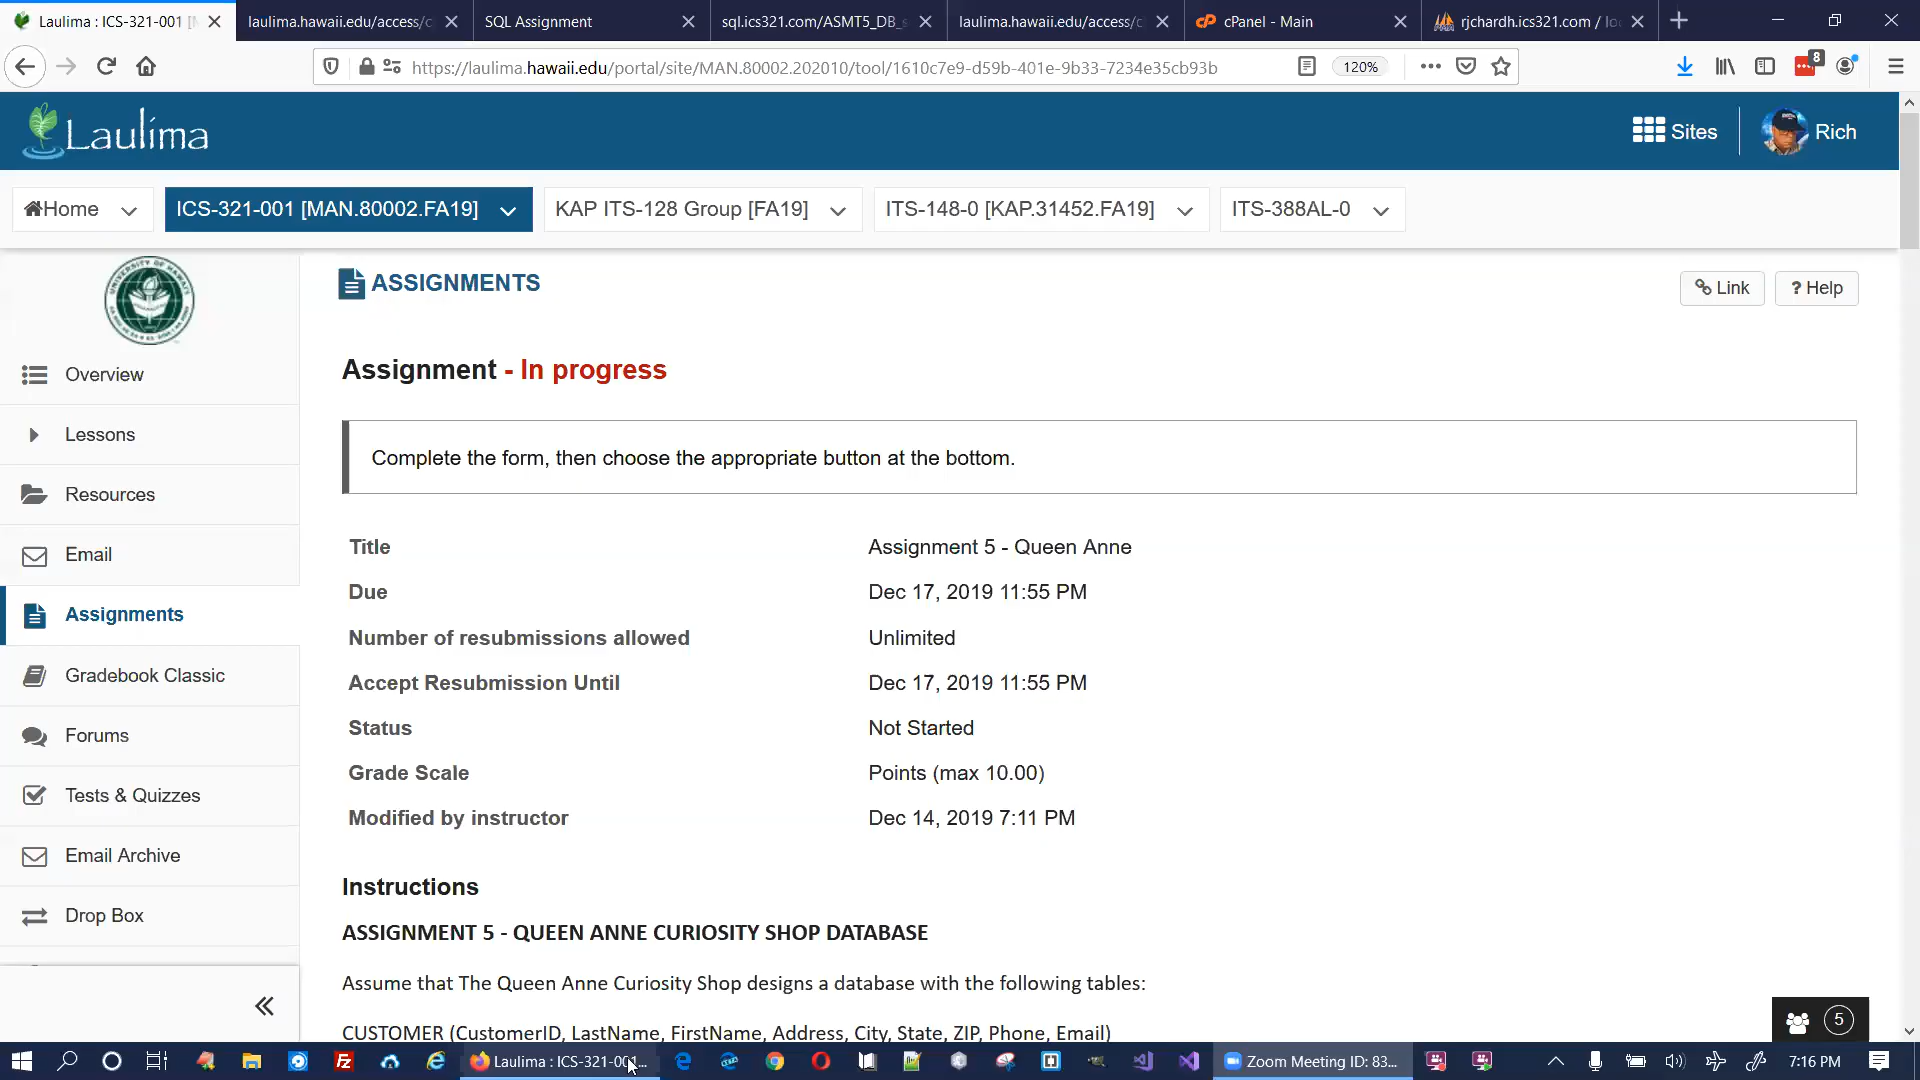 Laulima : ICS-321-001 [
laulima.hawaii.edu/access/c
SQL Assignment
sql.ics321.com/ASMT5_DB_s
laulima.hawaii.edu/access/c
cPanel - Main
rjchardh.ics321.com / lo
https://laulima.hawaii.edu/portal/site/MAN.80002.202010/tool/1610c7e9-d59b-401e-9b33-7234e35cb93b
120%
8
Laulima
Sites
Rich
Home
ICS-321-001 [MAN.80002.FA19]
KAP ITS-128 Group [FA19]
ITS-148-0 [KAP.31452.FA19]
ITS-388AL-0
Overview
Lessons
Resources
Email
Assignments
Gradebook Classic
Forums
Tests & Quizzes
Email Archive
Drop Box
ASSIGNMENTS
Link
? Help
Assignment - In progress
Complete the form, then choose the appropriate button at the bottom.
Title Assignment 5 - Queen Anne
Due Dec 17, 2019 11:55 PM
Number of resubmissions allowed Unlimited
Accept Resubmission Until Dec 17, 2019 11:55 PM
Status Not Started
Grade Scale Points (max 10.00)
Modified by instructor Dec 14, 2019 7:11 PM
Instructions
ASSIGNMENT 5 - QUEEN ANNE CURIOSITY SHOP DATABASE
Assume that The Queen Anne Curiosity Shop designs a database with the following tables:
CUSTOMER (CustomerID, LastName, FirstName, Address, City, State, ZIP, Phone, Email)
5
Laulima : ICS-321-001...
Zoom Meeting ID: 83...
7:16 PM